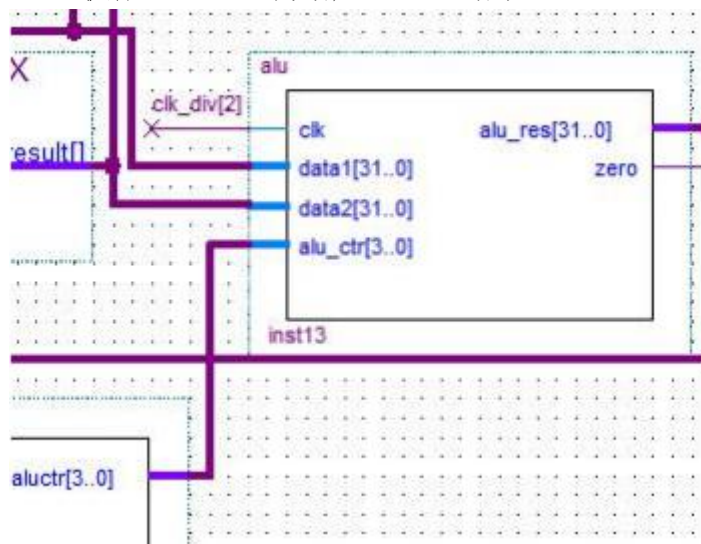 X
alu
clk_div[2]
clk
alu_res[31..0]
result[]
data1[31..0]
zero
data2[31..0]
alu_ctr[3..0]
inst13
aluctr[3..0]